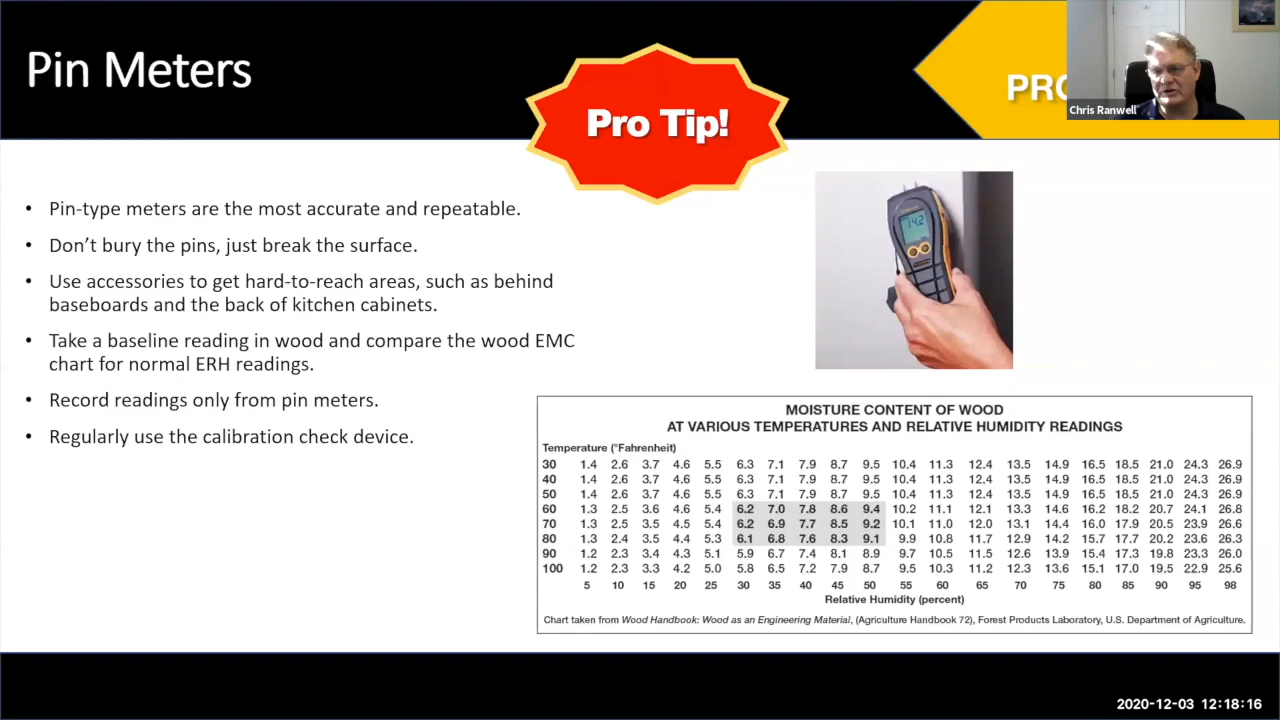 Pin Meters
Pro Tip!
Chris Ranwell
• Pin-type meters are the most accurate and repeatable.
• Don’t bury the pins, just break the surface.
• Use accessories to get hard-to-reach areas, such as behind
baseboards and the back of kitchen cabinets.
• Take a baseline reading in wood and compare the wood EMC
chart for normal ERH readings.
• Record readings only from pin meters.
• Regularly use the calibration check device.
14.2
MOISTURE CONTENT OF WOOD
AT VARIOUS TEMPERATURES AND RELATIVE HUMIDITY READINGS
Temperature (°Fahrenheit)
30 1.4 2.6 3.7 4.6 5.5 6.3 7.1 7.9 8.7 9.5 10.4 11.3 12.4 13.5 14.9 16.5 18.5 21.0 24.3 26.9
40 1.4 2.6 3.7 4.6 5.5 6.3 7.1 7.9 8.7 9.5 10.4 11.3 12.4 13.5 14.9 16.5 18.5 21.0 24.3 26.9
50 1.4 2.6 3.7 4.6 5.5 6.3 7.1 7.9 8.7 9.5 10.4 11.3 12.4 13.5 14.9 16.5 18.5 21.0 24.3 26.9
60 1.3 2.5 3.6 4.6 5.4 6.2 7.0 7.8 8.6 9.4 10.2 11.1 12.1 13.3 14.6 16.2 18.2 20.7 24.1 26.8
70 1.3 2.5 3.5 4.5 5.4 6.2 6.9 7.7 8.5 9.2 10.1 11.0 12.0 13.1 14.4 16.0 17.9 20.5 23.9 26.6
80 1.3 2.4 3.5 4.4 5.3 6.1 6.8 7.6 8.3 9.1 9.9 10.8 11.7 12.9 14.2 15.7 17.7 20.2 23.6 26.3
90 1.2 2.3 3.4 4.3 5.1 5.9 6.7 7.4 8.1 8.9 9.7 10.5 11.5 12.6 13.9 15.4 17.3 19.8 23.3 26.0
100 1.2 2.3 3.3 4.2 5.0 5.8 6.5 7.2 7.9 8.7 9.5 10.3 11.2 12.3 13.6 15.1 17.0 19.5 22.9 25.6
5 10 15 20 25 30 35 40 45 50 55 60 65 70 75 80 85 90 95 98
Relative Humidity (percent)
Chart taken from Wood Handbook: Wood as an Engineering Material, (Agriculture Handbook 72), Forest Products Laboratory, U.S. Department of Agriculture.
2020-12-03 12:18:16